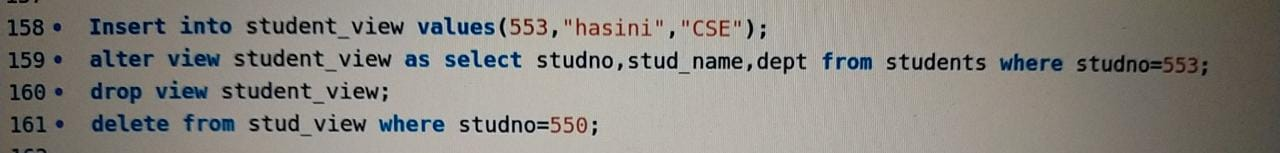 158 • Insert into student_view values(553,"hasini","CSE");
159 • alter view student_view as select studno,stud_name,dept from students where studno=553;
160 • drop view student_view;
161 • delete from stud_view where studno=550;